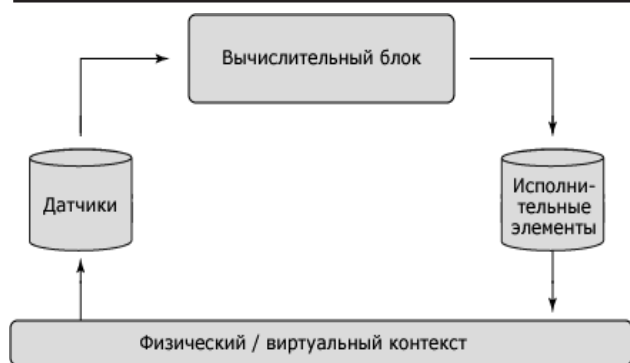 Вычислительный блок
Датчики
Исполни-
тельные
элементы
Физический / виртуальный контекст